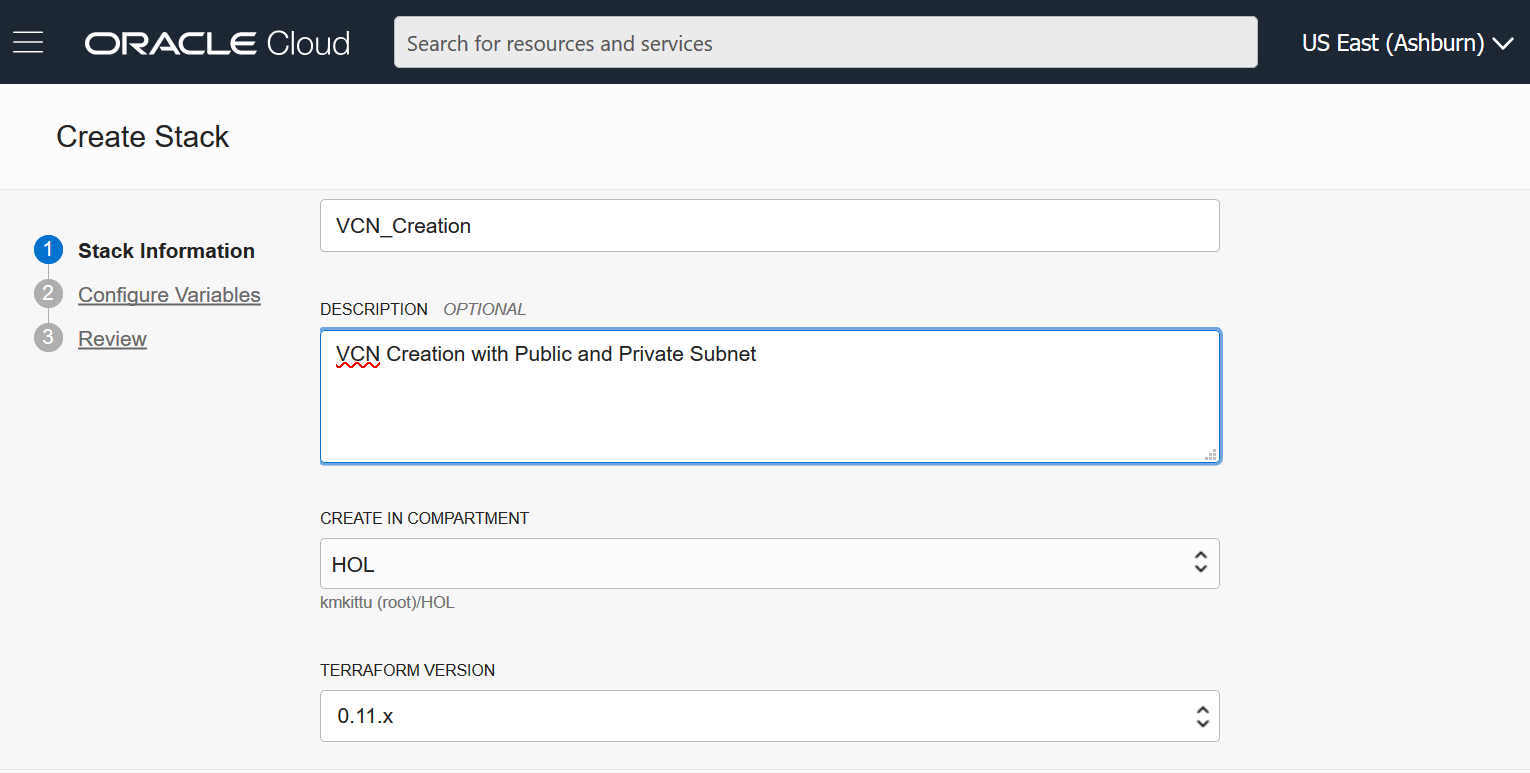 ORACLE Cloud
Search for resources and services
US East (Ashburn)
Create Stack
1 Stack Information
2 Configure Variables
3 Review
VCN_Creation
DESCRIPTION OPTIONAL
VCN Creation with Public and Private Subnet
CREATE IN COMPARTMENT
HOL
kmkittu (root)/HOL
TERRAFORM VERSION
0.11.x